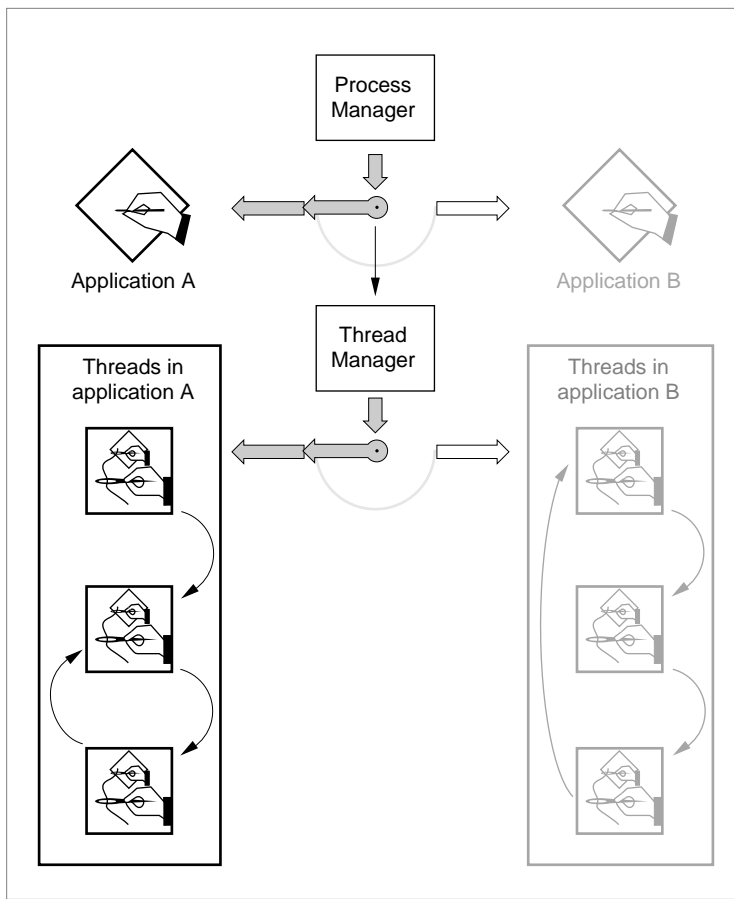 Process
Manager
Application A
Application B
Thread
Manager
Threads in
application A
Threads in
application B